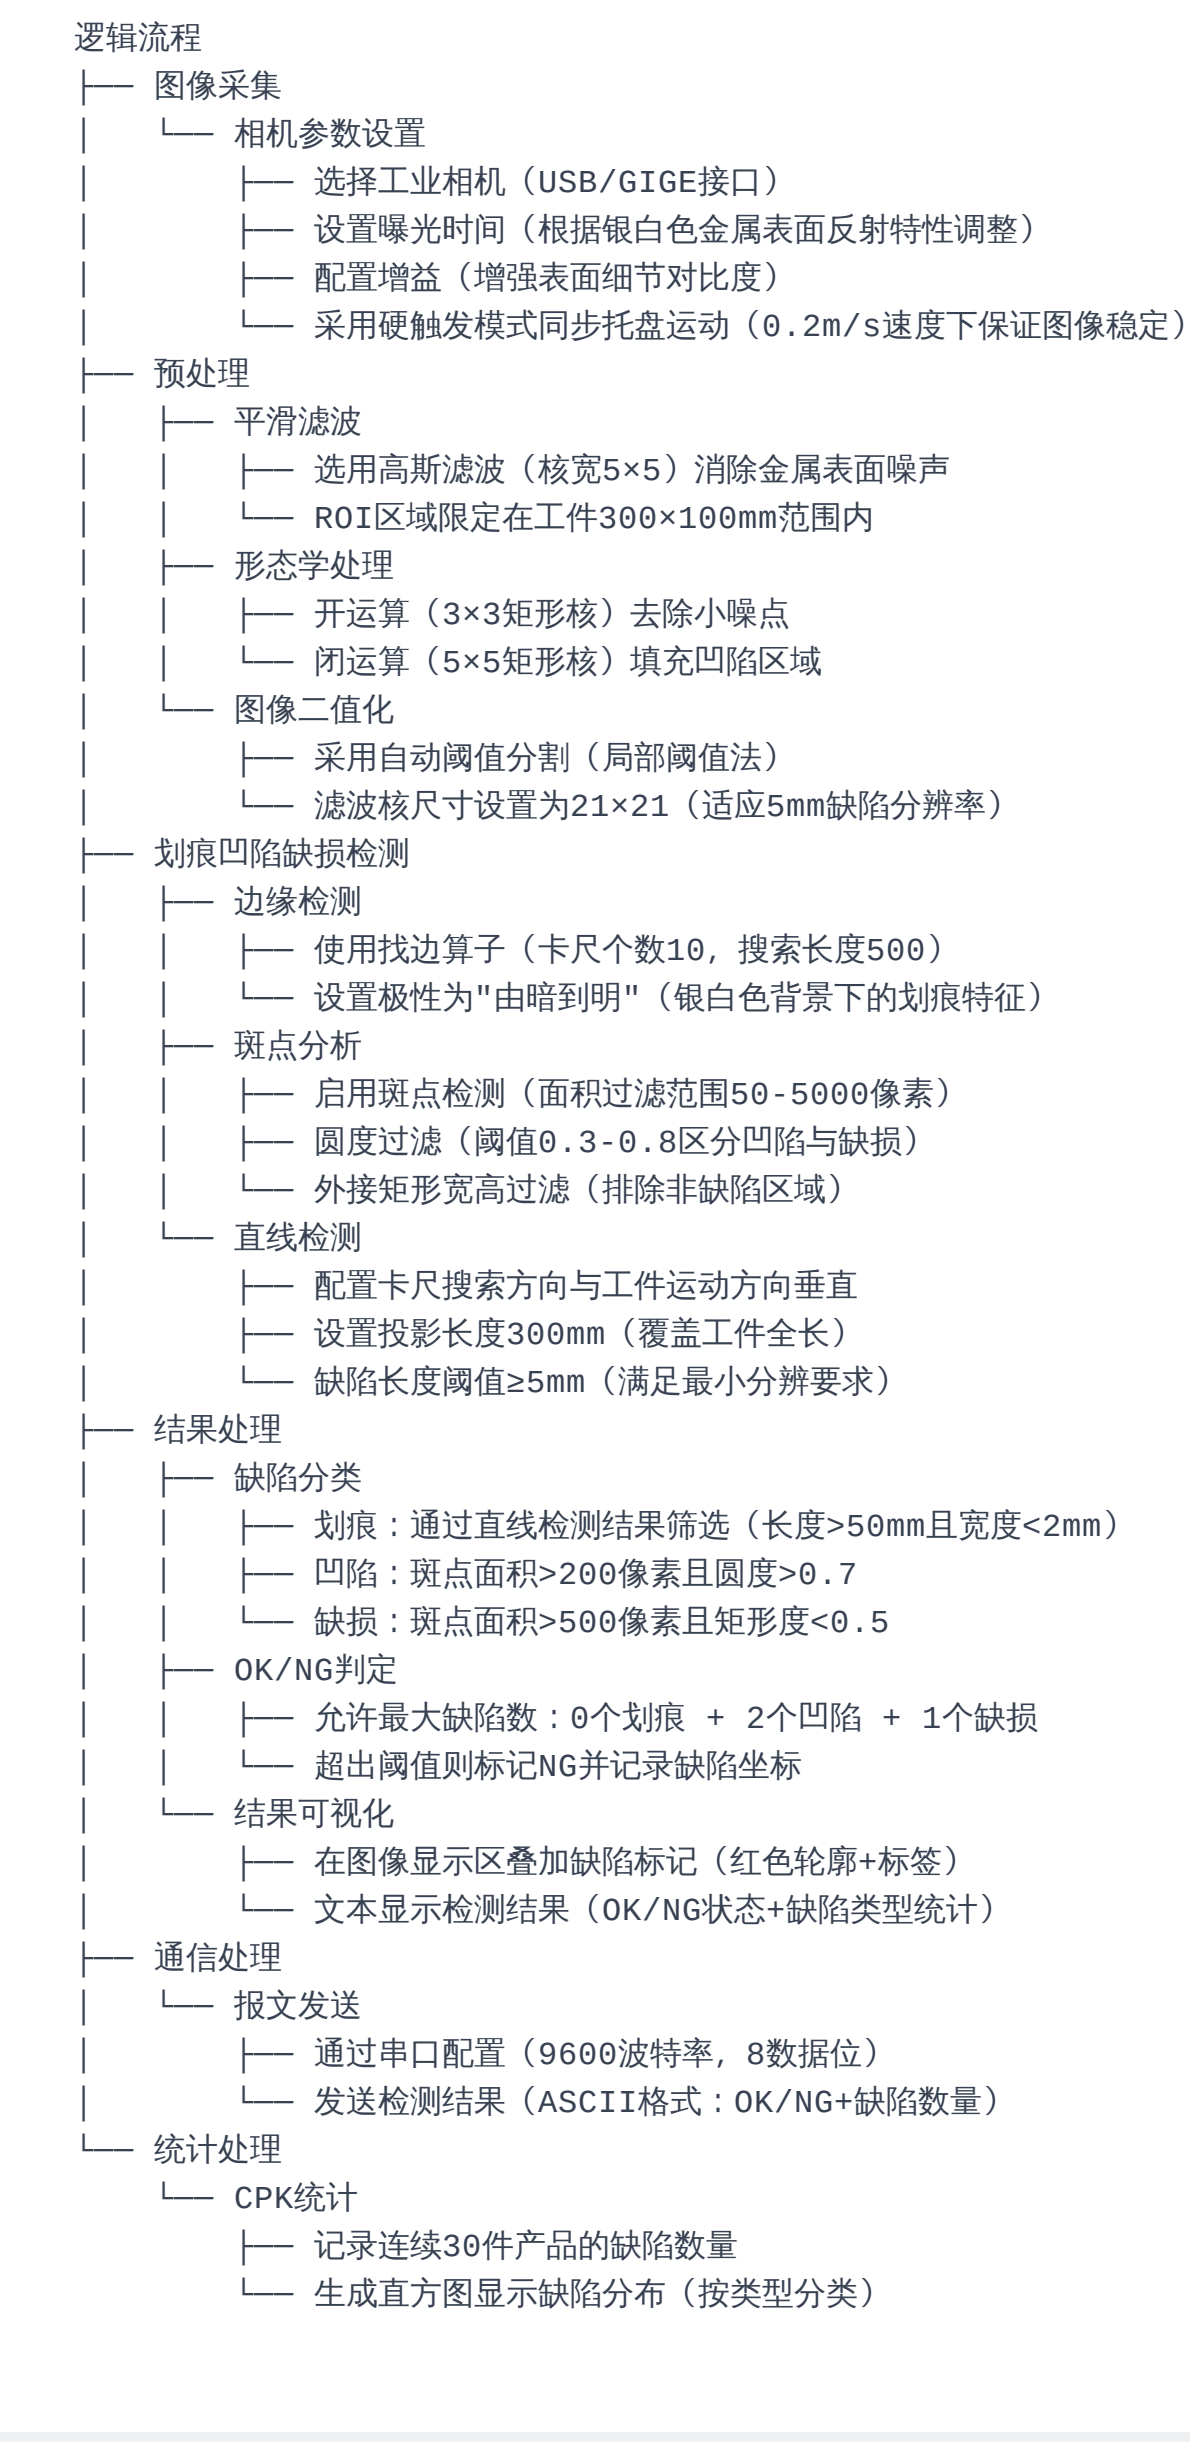 逻辑流程
├── 图像采集
│   └── 相机参数设置
│       ├── 选择工业相机（USB/GIGE接口）
│       ├── 设置曝光时间（根据银白色金属表面反射特性调整）
│       ├── 配置增益（增强表面细节对比度）
│       └── 采用硬触发模式同步托盘运动（0.2m/s速度下保证图像稳定）
├── 预处理
│   ├── 平滑滤波
│   │   ├── 选用高斯滤波（核宽5×5）消除金属表面噪声
│   │   └── ROI区域限定在工件300×100mm范围内
│   ├── 形态学处理
│   │   ├── 开运算（3×3矩形核）去除小噪点
│   │   └── 闭运算（5×5矩形核）填充凹陷区域
│   └── 图像二值化
│       ├── 采用自动阈值分割（局部阈值法）
│       └── 滤波核尺寸设置为21×21（适应5mm缺陷分辨率）
├── 划痕凹陷缺损检测
│   ├── 边缘检测
│   │   ├── 使用找边算子（卡尺个数10，搜索长度500）
│   │   └── 设置极性为"由暗到明"（银白色背景下的划痕特征）
│   ├── 斑点分析
│   │   ├── 启用斑点检测（面积过滤范围50-5000像素）
│   │   ├── 圆度过滤（阈值0.3-0.8区分凹陷与缺损）
│   │   └── 外接矩形宽高过滤（排除非缺陷区域）
│   └── 直线检测
│       ├── 配置卡尺搜索方向与工件运动方向垂直
│       ├── 设置投影长度300mm（覆盖工件全长）
│       └── 缺陷长度阈值≥5mm（满足最小分辨要求）
├── 结果处理
│   ├── 缺陷分类
│   │   ├── 划痕：通过直线检测结果筛选（长度>50mm且宽度<2mm）
│   │   ├── 凹陷：斑点面积>200像素且圆度>0.7
│   │   └── 缺损：斑点面积>500像素且矩形度<0.5
│   ├── OK/NG判定
│   │   ├── 允许最大缺陷数：0个划痕 + 2个凹陷 + 1个缺损
│   │   └── 超出阈值则标记NG并记录缺陷坐标
│   └── 结果可视化
│       ├── 在图像显示区叠加缺陷标记（红色轮廓+标签）
│       └── 文本显示检测结果（OK/NG状态+缺陷类型统计）
├── 通信处理
│   └── 报文发送
│       ├── 通过串口配置（9600波特率，8数据位）
│       └── 发送检测结果（ASCII格式：OK/NG+缺陷数量）
└── 统计处理
    └── CPK统计
        ├── 记录连续30件产品的缺陷数量
        └── 生成直方图显示缺陷分布（按类型分类）